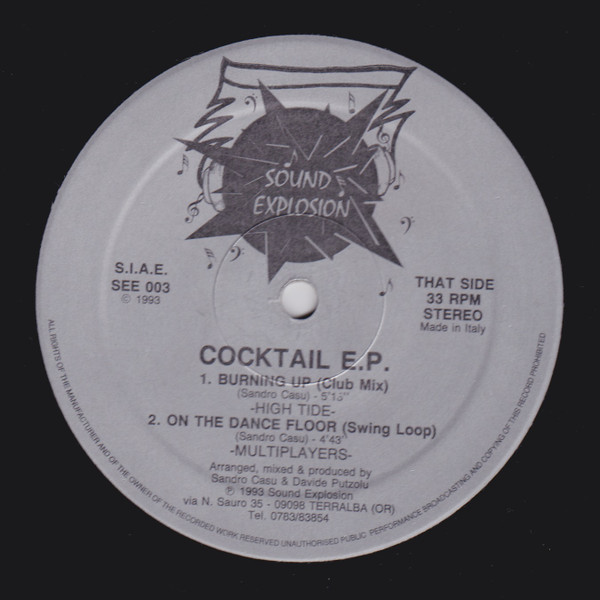 SOUND
EXPLOSION
S.I.A.E.
SEE 003
© 1993
THAT SIDE
33 RPM
STEREO
Made in Italy
COCKTAIL E.P.
1. BURNING UP (Club Mix)
(Sandro Casu) - 5'15"
-HIGH TIDE-
2. ON THE DANCE FLOOR (Swing Loop)
(Sandro Casu) - 4'43"
-MULTIPLAYERS-
Arranged, mixed & produced by
Sandro Casu & Davide Putzolu
℗ 1993 Sound Explosion
via N. Sauro 35 - 09098 TERRALBA (OR)
Tel. 0783/83854
ALL RIGHTS OF THE MANUFACTURER AND OF THE OWNER OF THE RECORDED WORK RESERVED UNAUTHORISED PUBLIC PERFORMANCE BROADCASTING AND COPYING OF THIS RECORD PROHIBITED